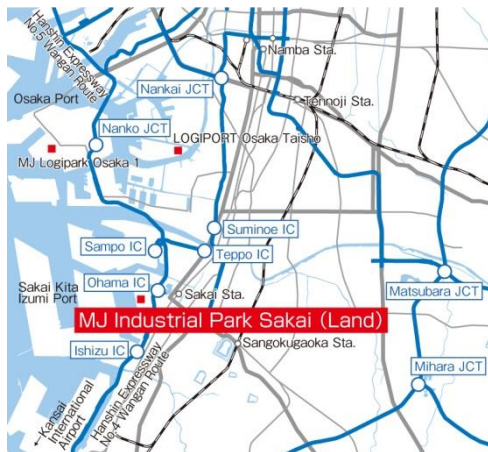 Hanshin Expressway
No.5 Wangan Route
Namba Sta.
Nankai JCT
Osaka Port
Tennoji Sta.
Nanko JCT
LOGIPORT Osaka Taisho
MJ Logipark Osaka 1
Suminoe IC
Sampo IC
Teppo IC
Ohama IC
Matsubara JCT
Sakai Kita
Izumi Port
Sakai Sta.
MJ Industrial Park Sakai (Land)
Sangokugaoka Sta.
Ishizu IC
Mihara JCT
Hanshin Expressway
No.4 Wangan Route
←Kansai
International
Airport